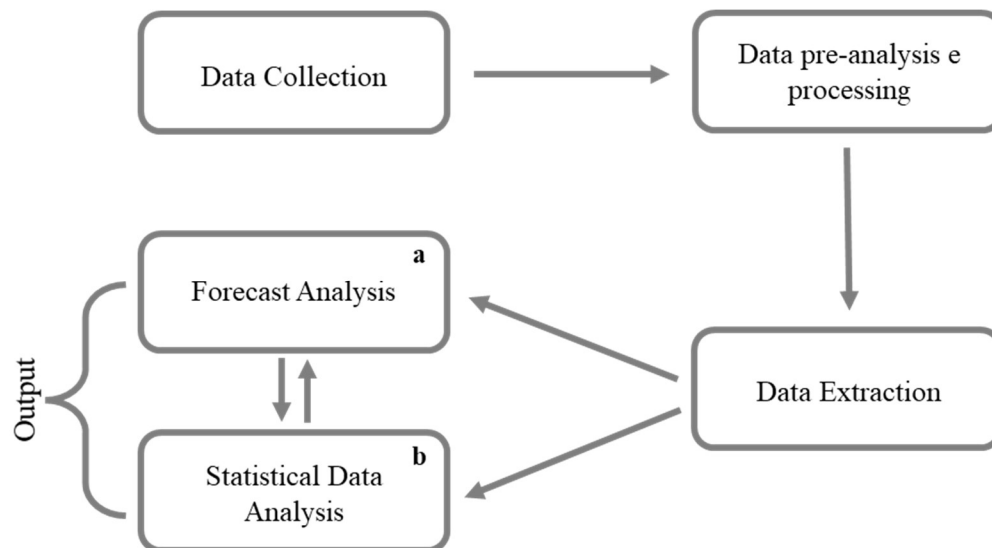 Data Collection
Data pre-analysis e
processing
a
Forecast Analysis
Data Extraction
Output
b
Statistical Data
Analysis